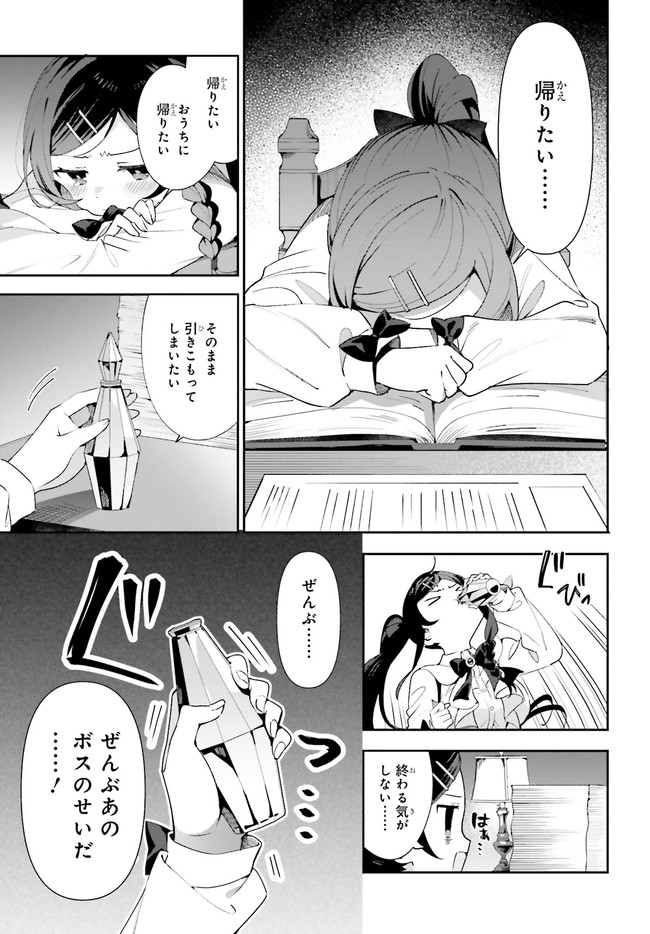 帰りたい……
帰りたい
おうちに
帰りたい
そのまま
引きこもって
しまいたい
ぐびっ
終わる気が
しない……
はぁ…
ぜんぶ……
ぐっ
ぜんぶあの
ボスのせいだ
……！